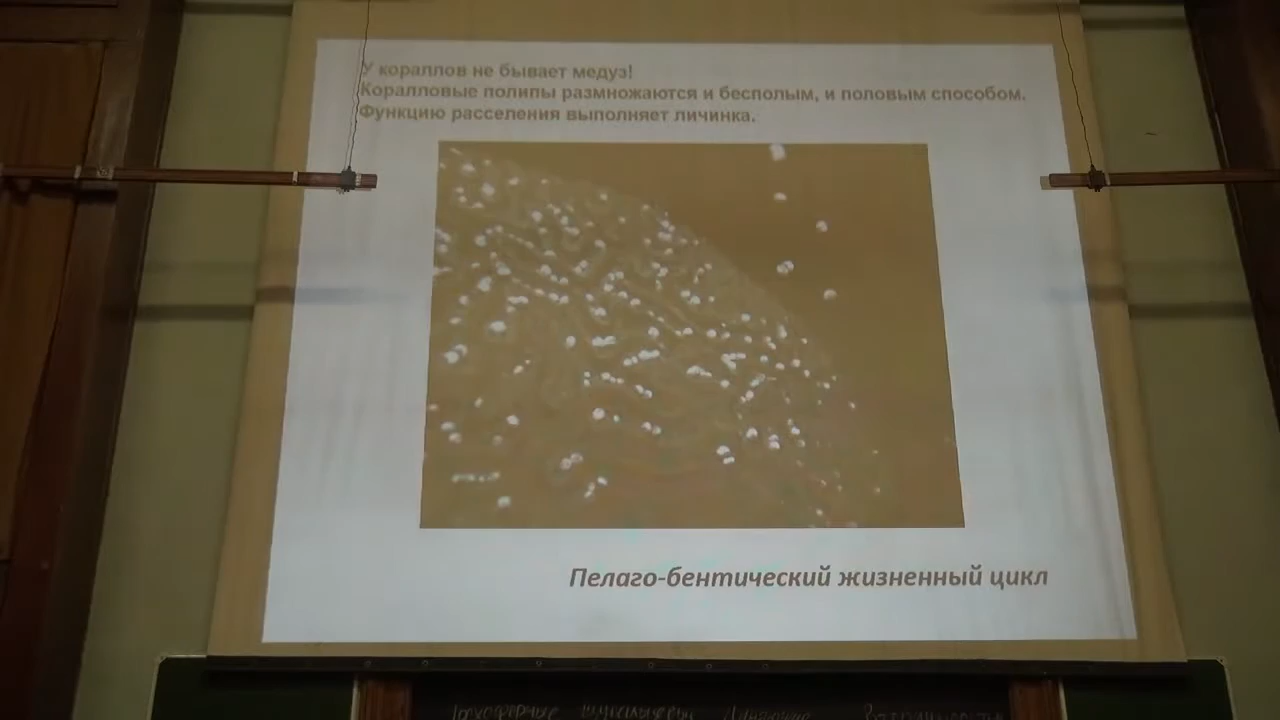 У кораллов не бывает медуз!
Коралловые полипы размножаются и бесполым, и половым способом.
Функцию расселения выполняет личинка.
Пелаго-бентический жизненный цикл